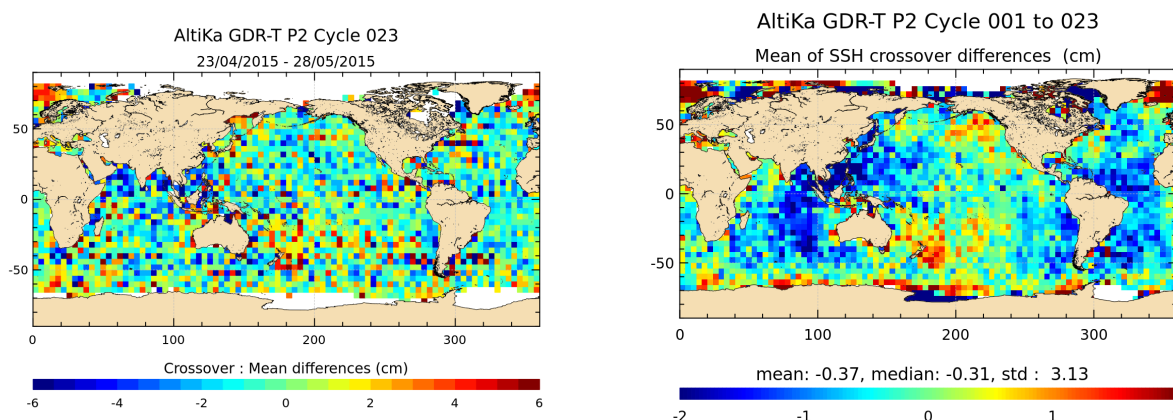 AltiKa GDR-T P2 Cycle 023
23/04/2015 - 28/05/2015
50
0
-50
0 100 200 300
Crossover : Mean differences (cm)
-6 -4 -2 0 2 4 6
AltiKa GDR-T P2 Cycle 001 to 023
Mean of SSH crossover differences (cm)
50
0
-50
0 100 200 300
mean: -0.37, median: -0.31, std : 3.13
-2 -1 0 1